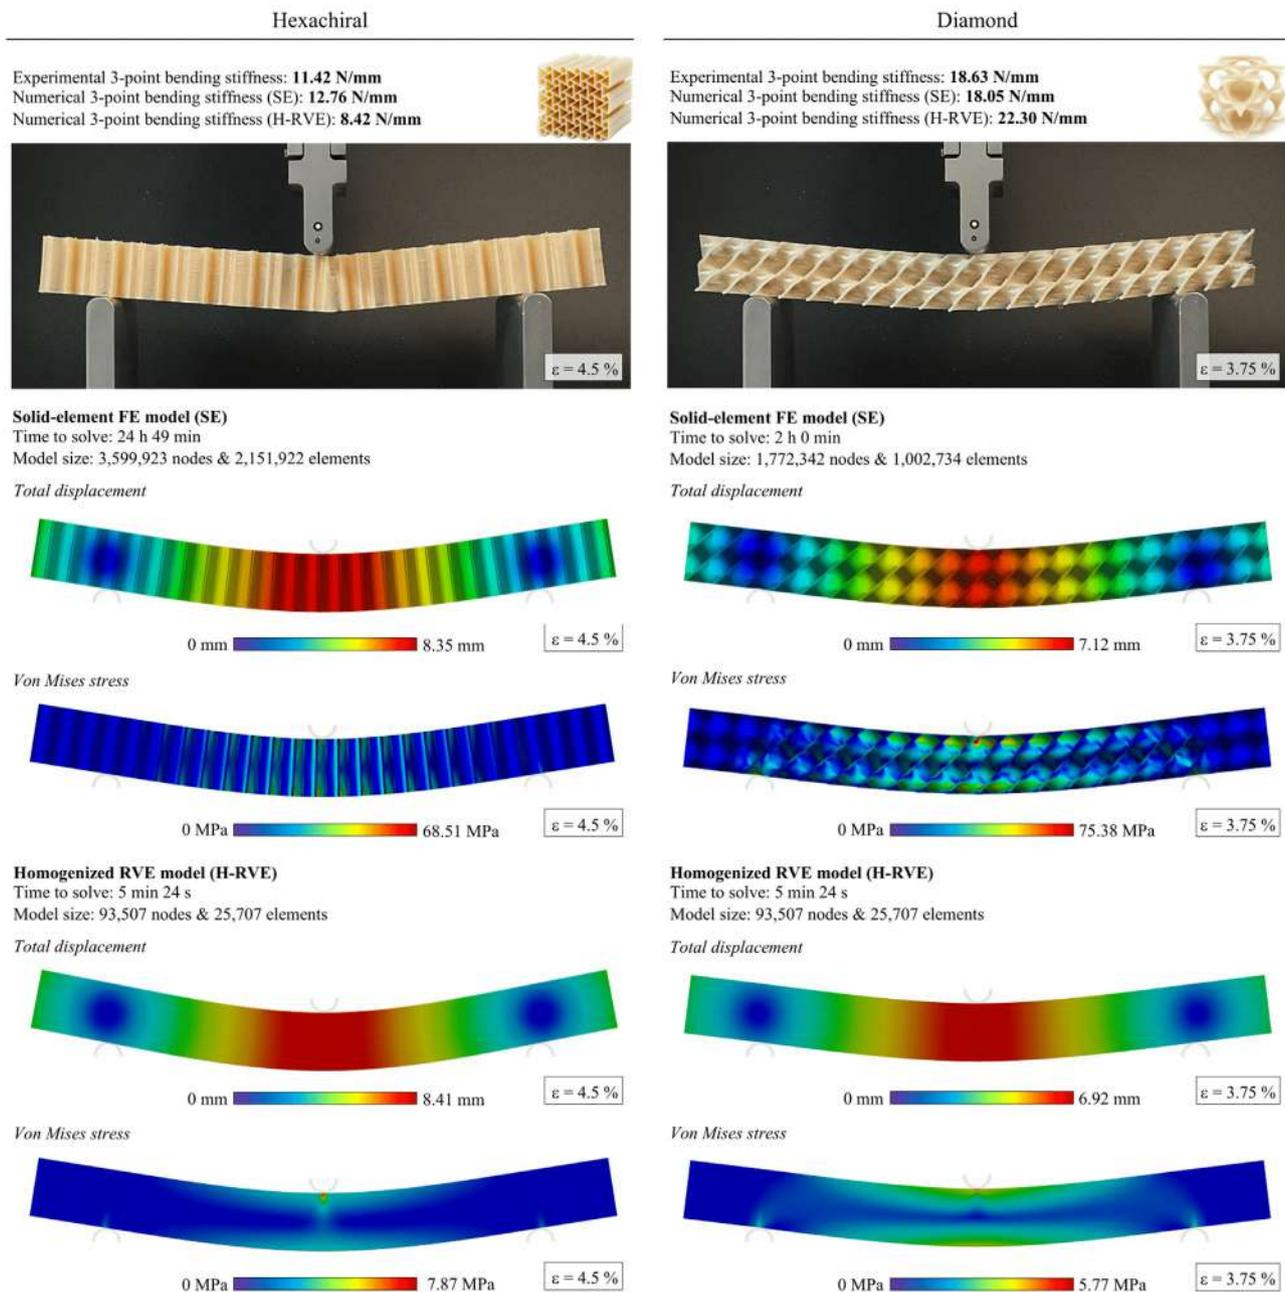 Hexachiral
Experimental 3-point bending stiffness: 11.42 N/mm
Numerical 3-point bending stiffness (SE): 12.76 N/mm
Numerical 3-point bending stiffness (H-RVE): 8.42 N/mm
ε = 4.5 %
Solid-element FE model (SE)
Time to solve: 24 h 49 min
Model size: 3,599,923 nodes & 2,151,922 elements
Total displacement
0 mm 8.35 mm
ε = 4.5 %
Von Mises stress
0 MPa 68.51 MPa
ε = 4.5 %
Homogenized RVE model (H-RVE)
Time to solve: 5 min 24 s
Model size: 93,507 nodes & 25,707 elements
Total displacement
0 mm 8.41 mm
ε = 4.5 %
Von Mises stress
0 MPa 7.87 MPa
ε = 4.5 %
Diamond
Experimental 3-point bending stiffness: 18.63 N/mm
Numerical 3-point bending stiffness (SE): 18.05 N/mm
Numerical 3-point bending stiffness (H-RVE): 22.30 N/mm
ε = 3.75 %
Solid-element FE model (SE)
Time to solve: 2 h 0 min
Model size: 1,772,342 nodes & 1,002,734 elements
Total displacement
0 mm 7.12 mm
ε = 3.75 %
Von Mises stress
0 MPa 75.38 MPa
ε = 3.75 %
Homogenized RVE model (H-RVE)
Time to solve: 5 min 24 s
Model size: 93,507 nodes & 25,707 elements
Total displacement
0 mm 6.92 mm
ε = 3.75 %
Von Mises stress
0 MPa 5.77 MPa
ε = 3.75 %